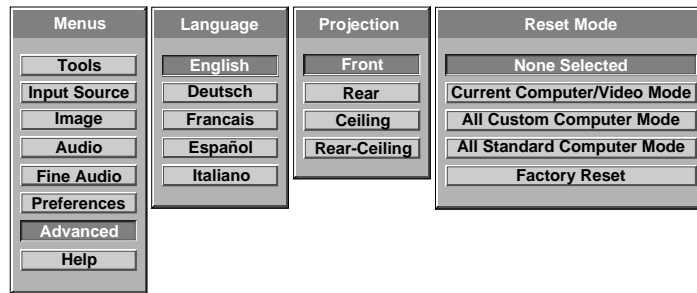 Menus
Tools
Input Source
Image
Audio
Fine Audio
Preferences
Advanced
Help
Language
English
Deutsch
Francais
Español
Italiano
Projection
Front
Rear
Ceiling
Rear-Ceiling
Reset Mode
None Selected
Current Computer/Video Mode
All Custom Computer Mode
All Standard Computer Mode
Factory Reset